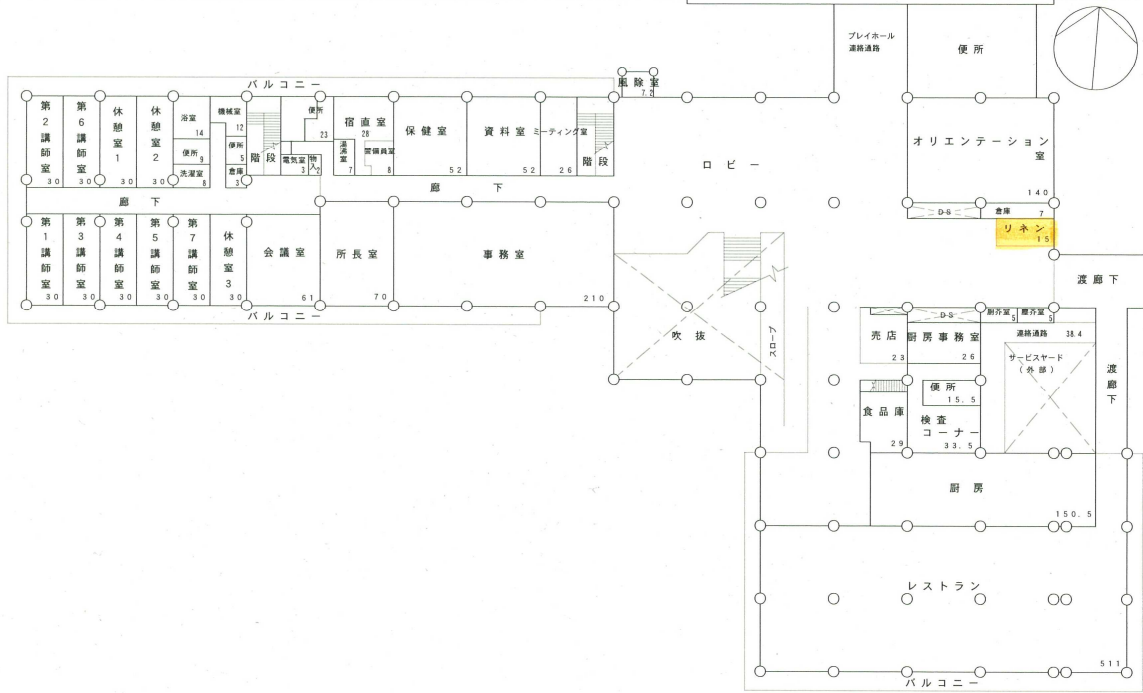 プレイホール
連絡通路
便所
バルコニー
風除室
7.2
第2講師室
30
第6講師室
30
休憩室1
30
休憩室2
30
浴室
14
便所
9
洗濯室
8
機械室
12
便所
5
倉庫
3
階段
便所
23
電気室
3
物入
2
宿直室
28
湯沸室
7
警備員室
8
保健室
52
資料室
52
ミーティング室
26
階段
ロビー
オリエンテーション
室
140
廊下
廊下
DS
倉庫
7
リネン
15
第1講師室
30
第3講師室
30
第4講師室
30
第5講師室
30
第7講師室
30
休憩室3
30
会議室
61
所長室
70
事務室
210
バルコニー
吹抜
スロープ
渡廊下
売店
23
DS
厨房事務室
26
厨芥室
5
塵芥室
5
連絡通路 38.4
サービスヤード
(外部)
渡廊下
便所
15.5
食品庫
29
検査
コーナー
33.5
厨房
150.5
レストラン
511
バルコニー